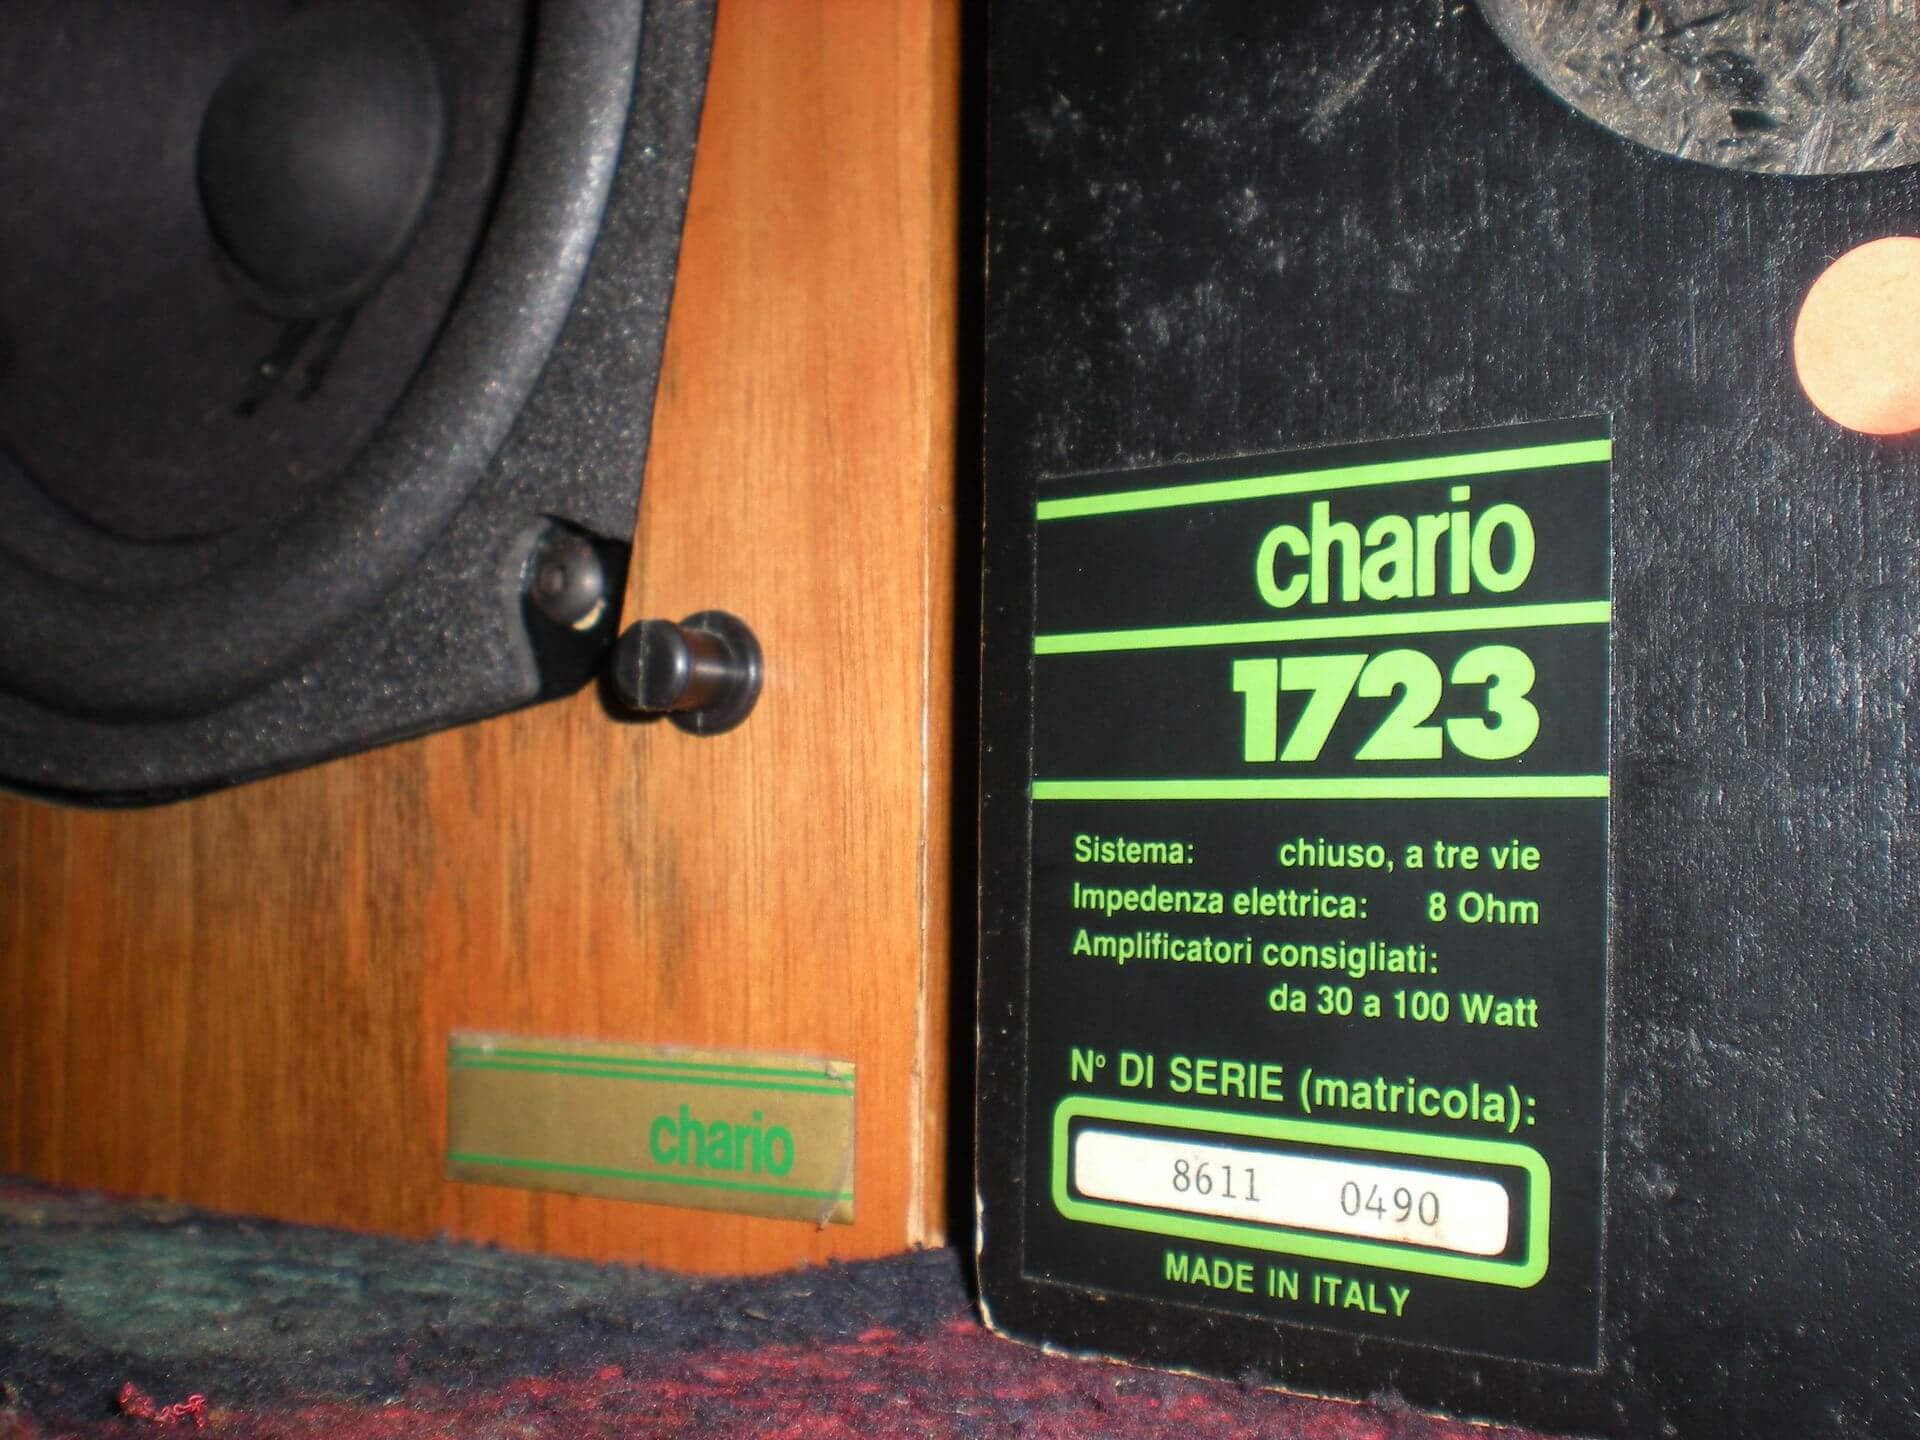 chario
chario
1723
Sistema: chiuso, a tre vie
Impedenza elettrica: 8 Ohm
Amplificatori consigliati:
da 30 a 100 Watt
N° DI SERIE (matricola):
8611 0490
MADE IN ITALY